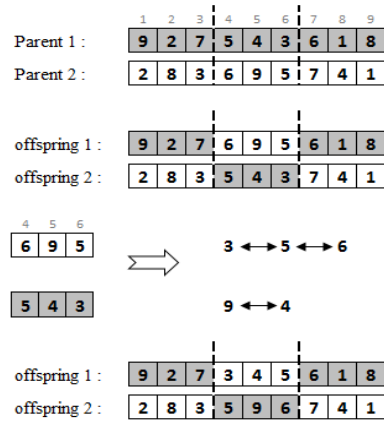 1 2 3 4 5 6 7 8 9
Parent 1 : 9 2 7 5 4 3 6 1 8
Parent 2 : 2 8 3 6 9 5 7 4 1
offspring 1 : 9 2 7 6 9 5 6 1 8
offspring 2 : 2 8 3 5 4 3 7 4 1
4 5 6
6 9 5
3 5 6
5 4 3
9 4
offspring 1 : 9 2 7 3 4 5 6 1 8
offspring 2 : 2 8 3 5 9 6 7 4 1